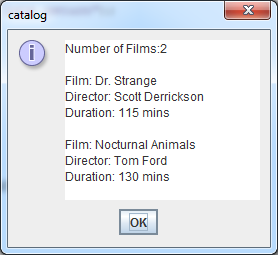 catalog
Number of Films:2
Film: Dr. Strange
Director: Scott Derrickson
Duration: 115 mins
Film: Nocturnal Animals
Director: Tom Ford
Duration: 130 mins
OK